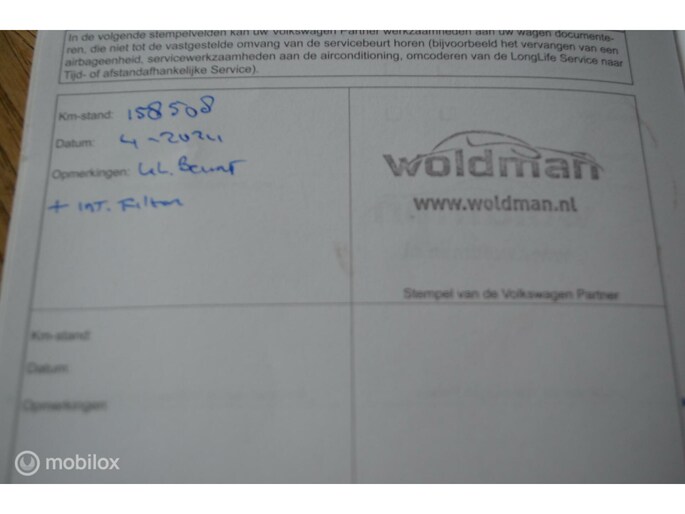 In de volgende stempelvelden kan uw Volkswagen Partner werkzaamheden aan uw wagen documente-
ren, die niet tot de vastgestelde omvang van de servicebeurt horen (bijvoorbeeld het vervangen van een
airbageenheid, servicewerkzaamheden aan de airconditioning, omcoderen van de LongLife Service naar
Tijd- of afstandafhankelijke Service).
Km-stand: 158508
Datum: 4-2024
Opmerkingen: kl. Beurt
+ int. Filter
woldman
www.woldman.nl
Stempel van de Volkswagen Partner
Km-stand:
Datum:
Opmerkingen:
mobilox